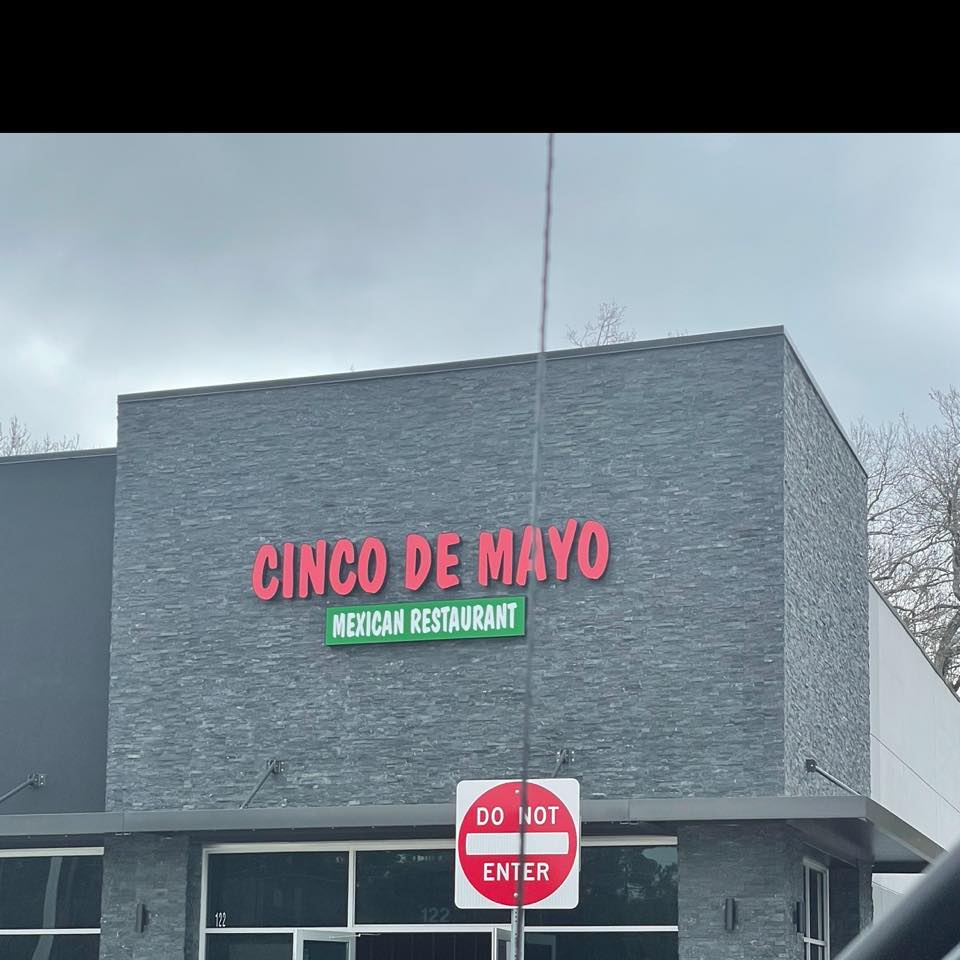 CINCO DE MAYO
MEXICAN RESTAURANT
DO NOT
ENTER
122
122